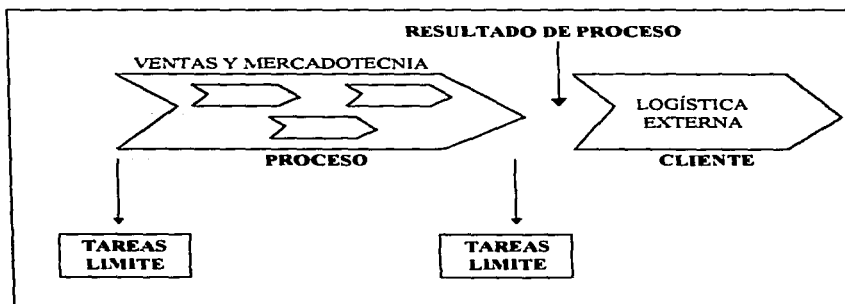 RESULTADO DE PROCESO
VENTAS Y MERCADOTECNIA
LOGÍSTICA
EXTERNA
PROCESO
CLIENTE
TAREAS
LIMITE
TAREAS
LIMITE